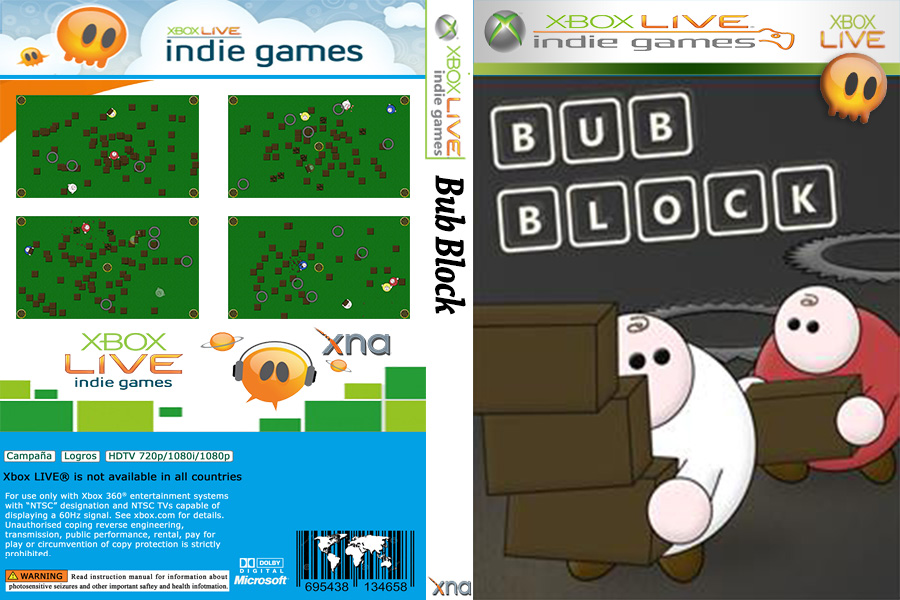 XBOX LIVE
indie games
XBOX LIVE
indie games
xna
Campaña Logros HDTV 720p/1080i/1080p
Xbox LIVE® is not available in all countries
For use only with Xbox 360® entertainment systems
with “NTSC” designation and NTSC TVs capable of
displaying a 60Hz signal. See xbox.com for details.
Unauthorised coping reverse engineering,
transmission, public performance, rental, pay for
play or circumvention of copy protection is strictly
prohibited.
WARNING Read instruction manual for information about
photosensitive seizures and other important saftey and health infotmation.
DOLBY
DIGITAL
Microsoft®
695438 134658
XBOX LIVE
indie games
Bub Block
xna
XBOX LIVE
indie games
XBOX
LIVE
BUB
BLOCK